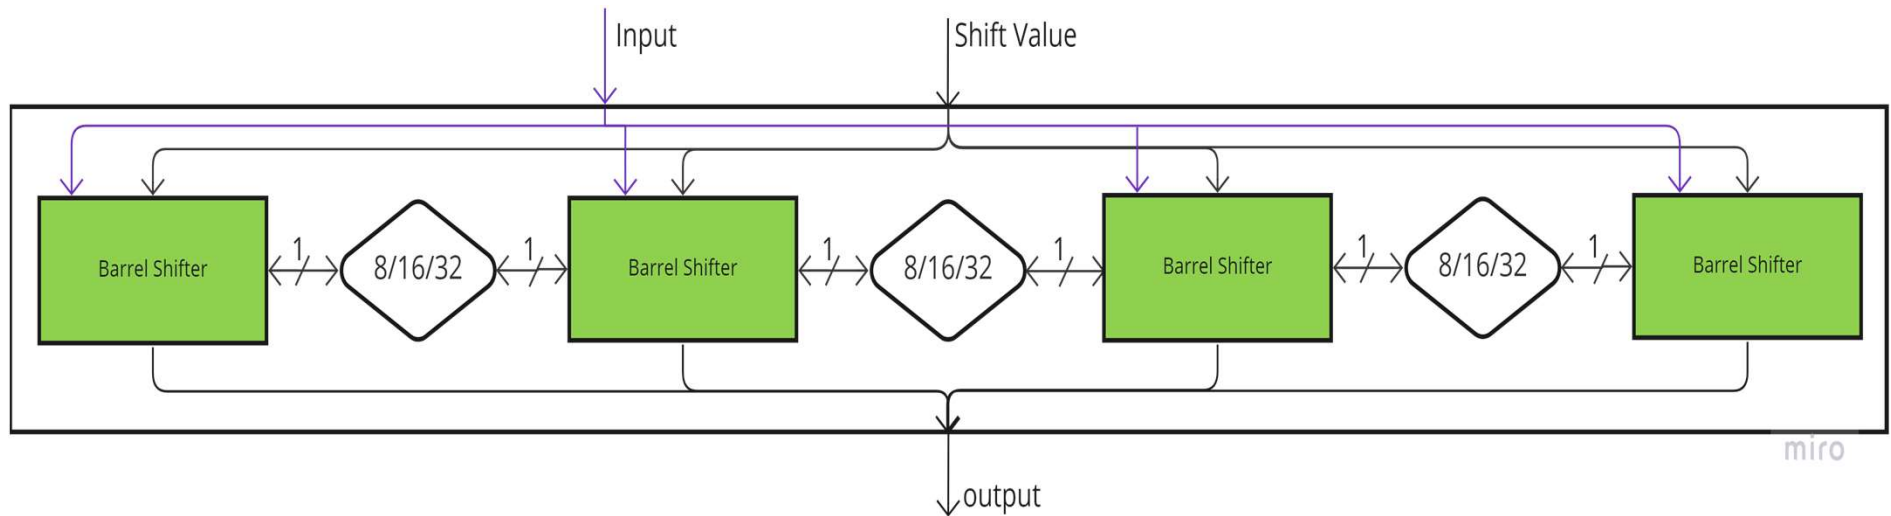 Input
Shift Value
Barrel Shifter
1
8/16/32
1
Barrel Shifter
1
8/16/32
1
Barrel Shifter
1
8/16/32
1
Barrel Shifter
miro
output